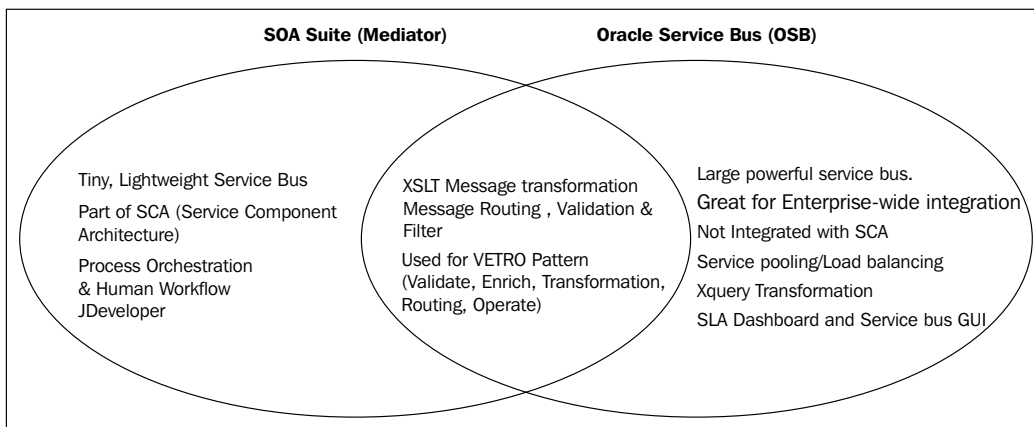 SOA Suite (Mediator)
Oracle Service Bus (OSB)
Tiny, Lightweight Service Bus
Part of SCA (Service Component
Architecture)
Process Orchestration
& Human Workflow
JDeveloper
XSLT Message transformation
Message Routing , Validation &
Filter
Used for VETRO Pattern
(Validate, Enrich, Transformation,
Routing, Operate)
Large powerful service bus.
Great for Enterprise-wide integration
Not Integrated with SCA
Service pooling/Load balancing
Xquery Transformation
SLA Dashboard and Service bus GUI